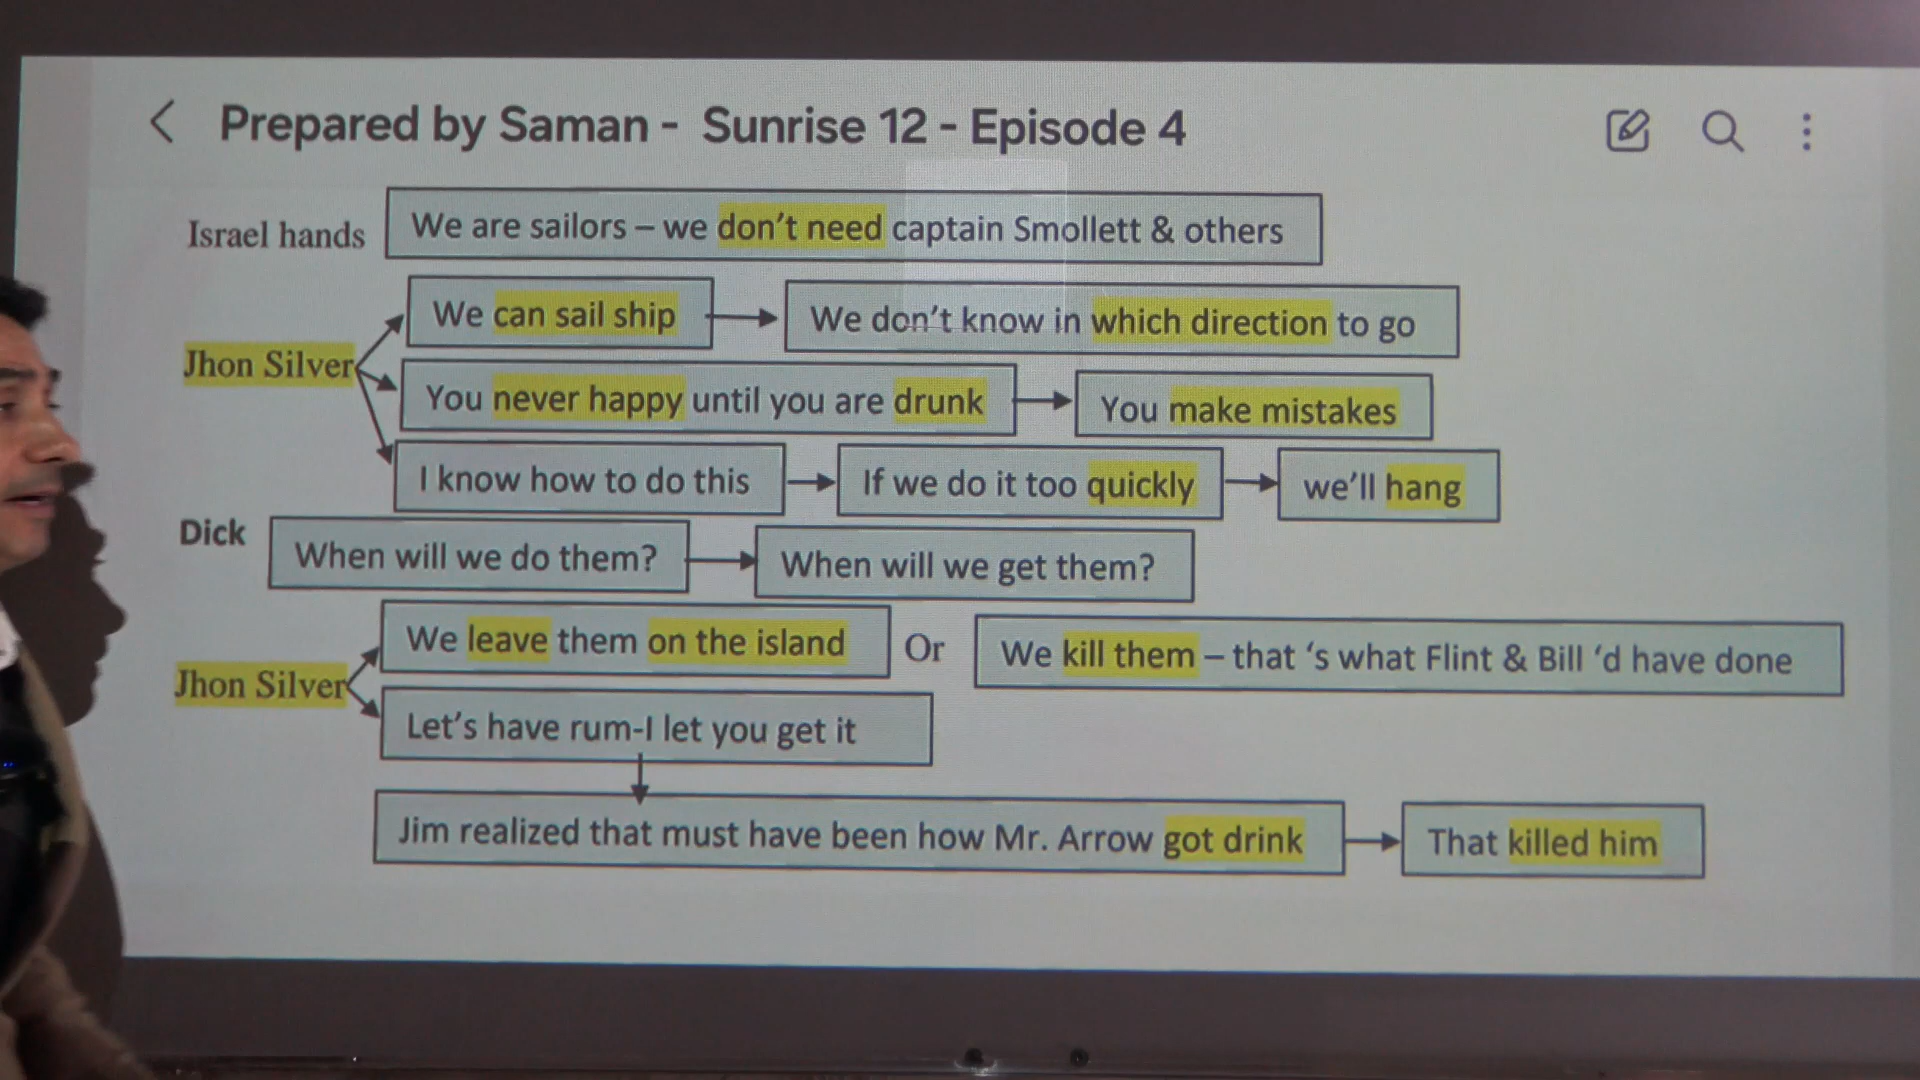 Prepared by Saman - Sunrise 12 - Episode 4
Israel hands We are sailors – we don't need captain Smollett & others
We can sail ship We don't know in which direction to go
Jhon Silver
You never happy until you are drunk You make mistakes
I know how to do this If we do it too quickly we'll hang
Dick When will we do them? When will we get them?
We leave them on the island Or We kill them – that 's what Flint & Bill 'd have done
Jhon Silver
Let's have rum-I let you get it
Jim realized that must have been how Mr. Arrow got drink That killed him